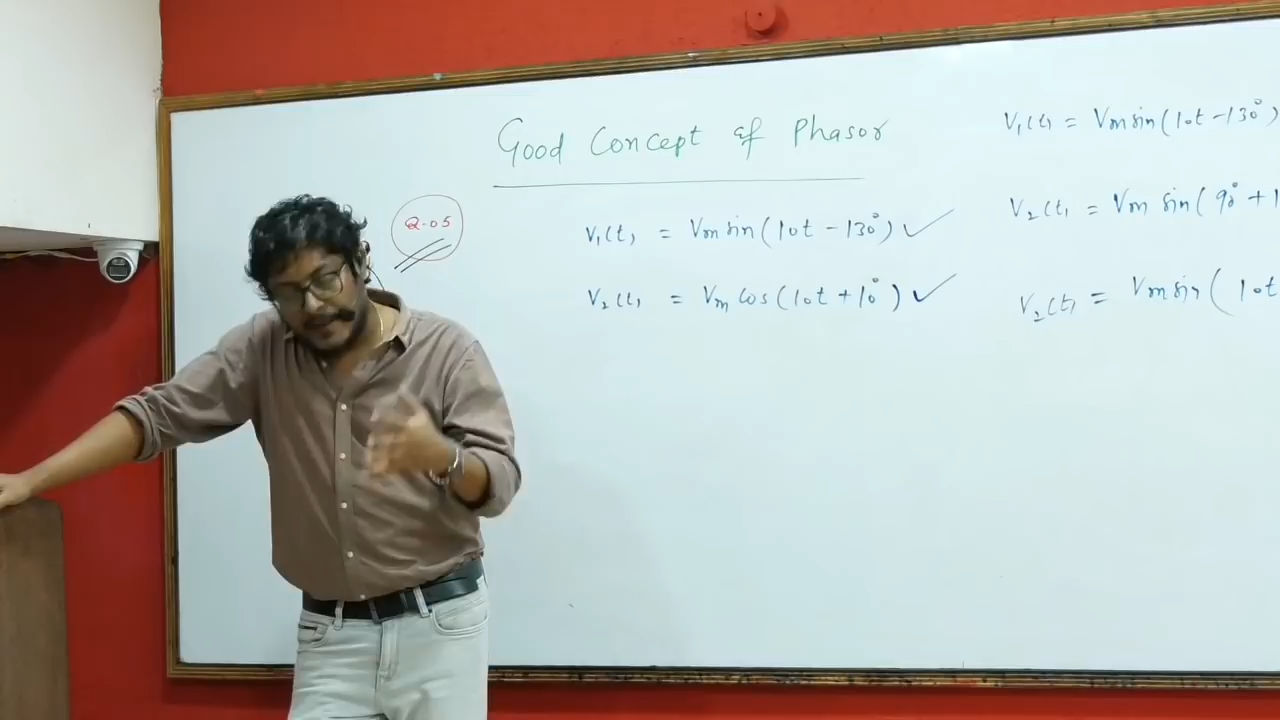 Good Concept of Phasor
Q.05
V₁(t) = Vm sin(10t - 130°) ✓
V₂(t) = Vm cos(10t + 10°) ✓
V₁(t) = Vm sin(10t - 130°)
V₂(t) = Vm sin(90° + 1
V₂(t) = Vm sin(10t